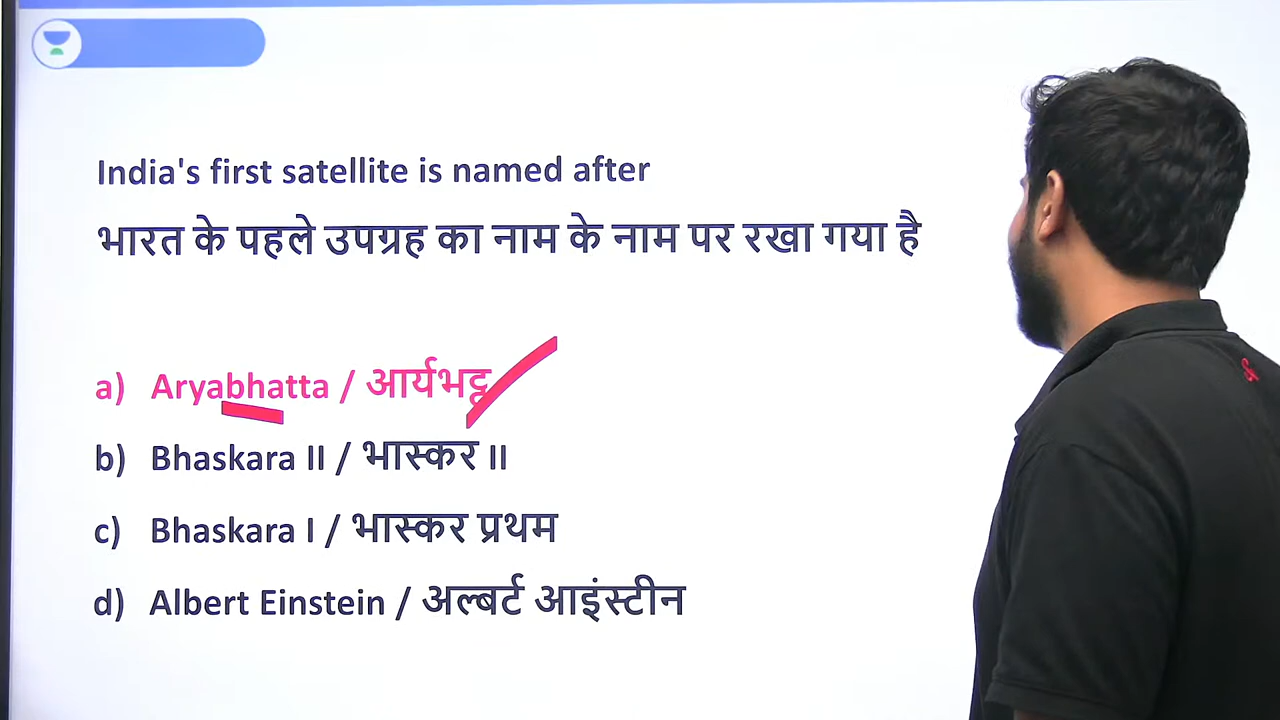 India's first satellite is named after
भारत के पहले उपग्रह का नाम के नाम पर रखा गया है
a) Aryabhatta / आर्यभट्ट
b) Bhaskara II / भास्कर II
c) Bhaskara I / भास्कर प्रथम
d) Albert Einstein / अल्बर्ट आइंस्टीन